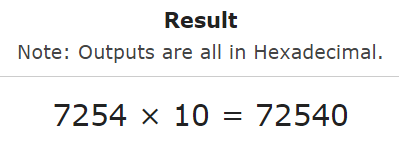 Result
Note: Outputs are all in Hexadecimal.
7254 × 10 = 72540